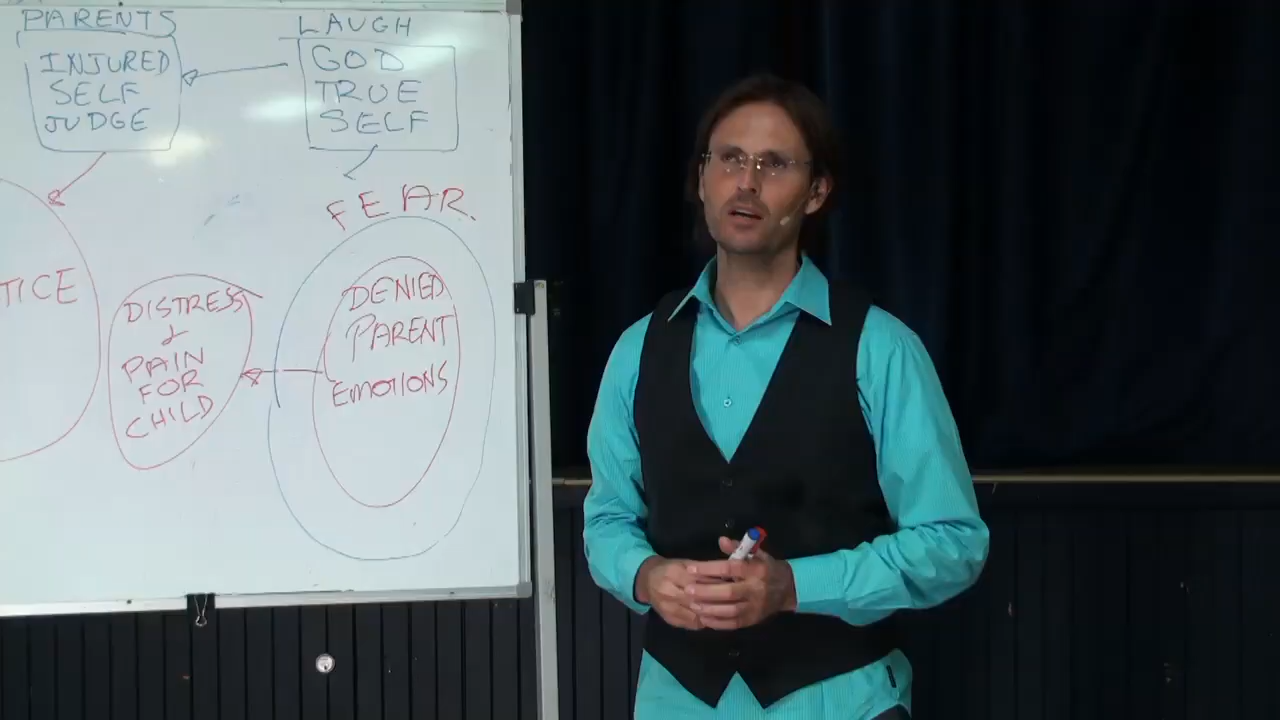 PARENTS
INJURED
SELF
JUDGE
LAUGH
GOD
TRUE
SELF
FEAR.
TICE
DISTRESS
&
PAIN
FOR
CHILD
DENIED
PARENT
EMOTIONS